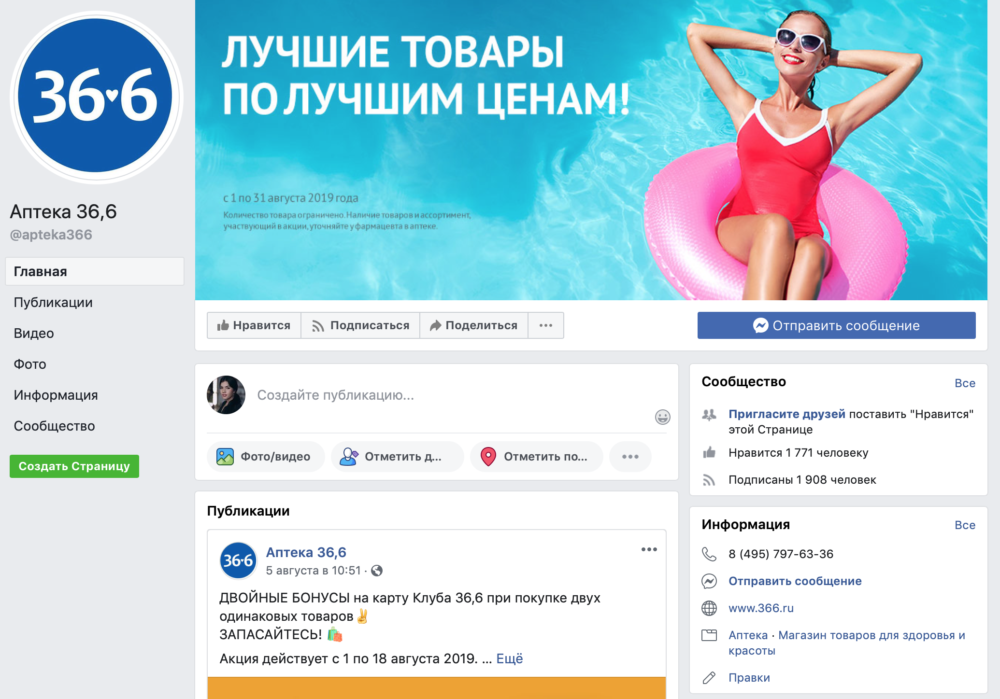 36♥6
Аптека 36,6
@apteka366
Главная
Публикации
Видео
Фото
Информация
Сообщество
Создать Страницу
ЛУЧШИЕ ТОВАРЫ
ПО ЛУЧШИМ ЦЕНАМ!
с 1 по 31 августа 2019 года
Количество товара ограничено. Наличие товаров и ассортимент,
участвующий в акции, уточняйте у фармацевта в аптеке.
Нравится Подписаться Поделиться ...
Отправить сообщение
Создайте публикацию...
Фото/видео Отметить д... Отметить по... ...
Публикации
36♥6
Аптека 36,6
5 августа в 10:51 ·
ДВОЙНЫЕ БОНУСЫ на карту Клуба 36,6 при покупке двух
одинаковых товаров✌️
ЗАПАСАЙТЕСЬ! 🛍️
Акция действует с 1 по 18 августа 2019. ... Ещё
Сообщество Все
Пригласите друзей поставить "Нравится"
этой Странице
Нравится 1 771 человеку
Подписаны 1 908 человек
Информация Все
8 (495) 797-63-36
Отправить сообщение
www.366.ru
Аптека · Магазин товаров для здоровья и
красоты
Правки